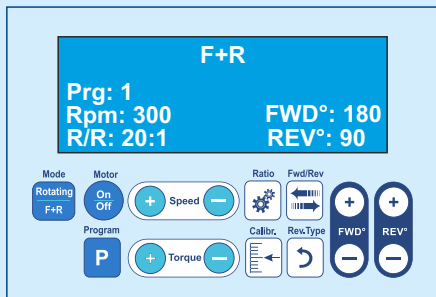 F+R
Prg: 1
Rpm: 300 FWD°: 180
R/R: 20:1 REV°: 90
Mode Motor Ratio Fwd/Rev
Rotating
F+R
On
Off
+ Speed −
+ +
FWD° REV°
− −
Program Calibr. Rev.Type
P
+ Torque −